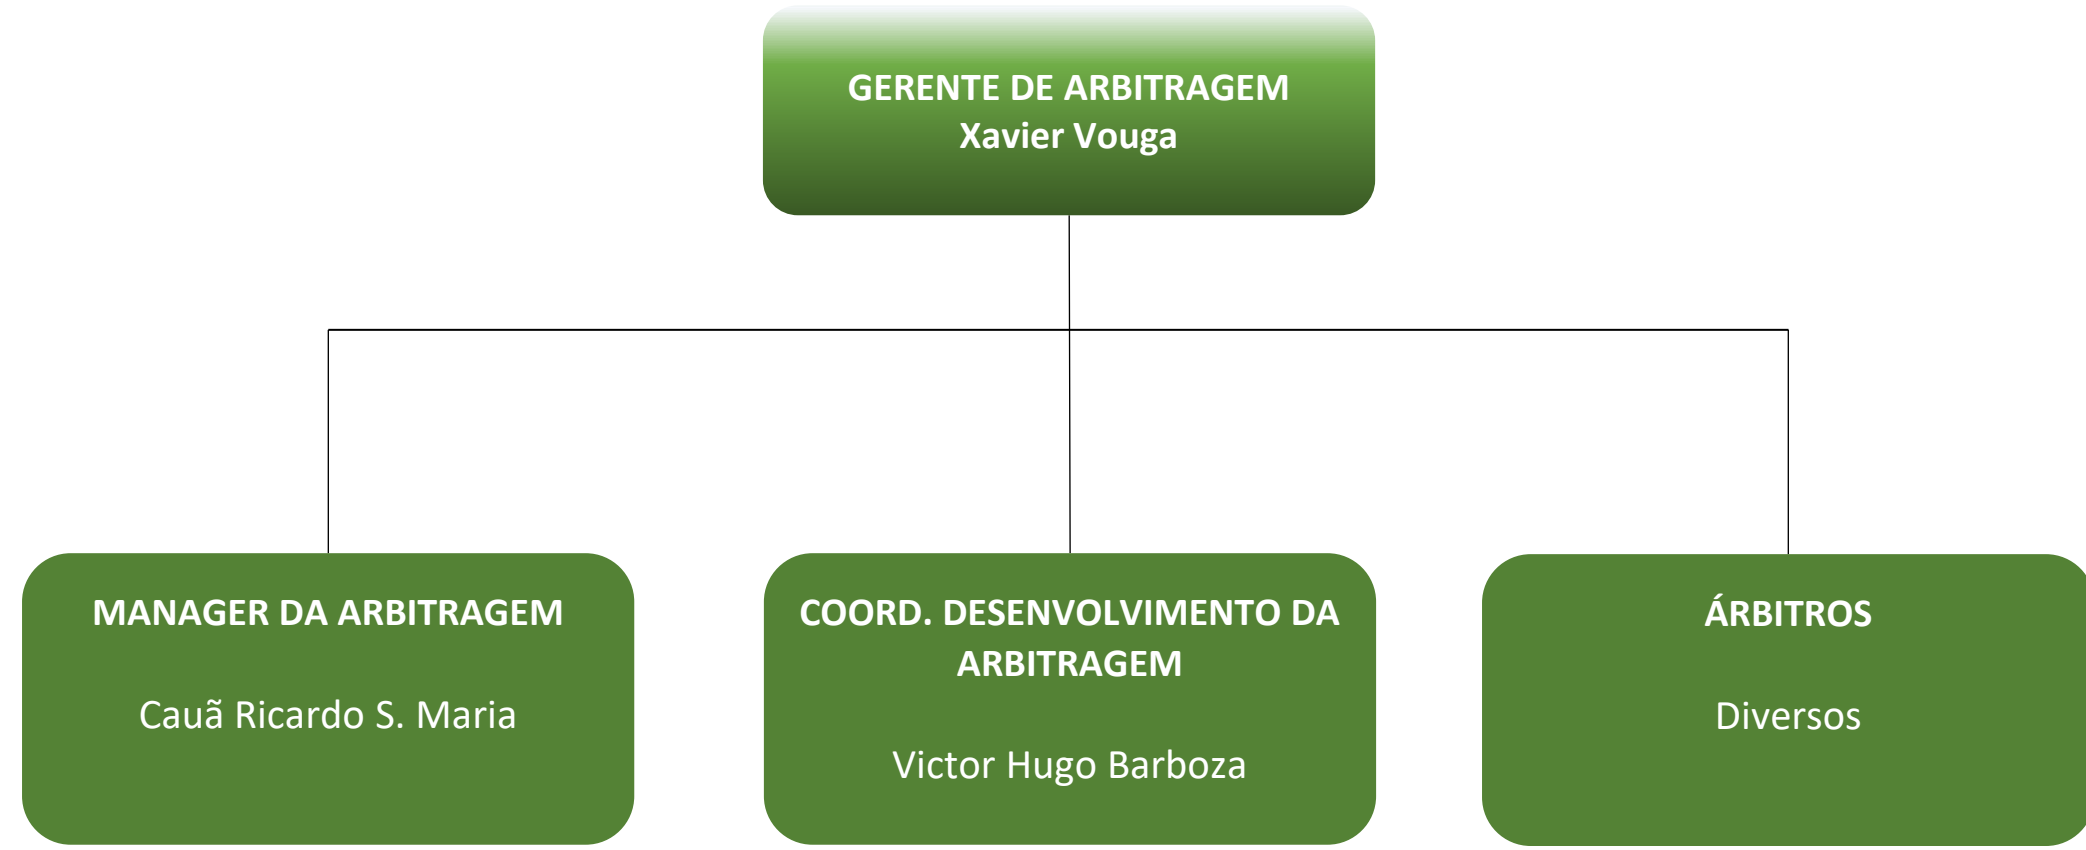 GERENTE DE ARBITRAGEM
Xavier Vouga
MANAGER DA ARBITRAGEM
Cauã Ricardo S. Maria
COORD. DESENVOLVIMENTO DA
ARBITRAGEM
Victor Hugo Barboza
ÁRBITROS
Diversos